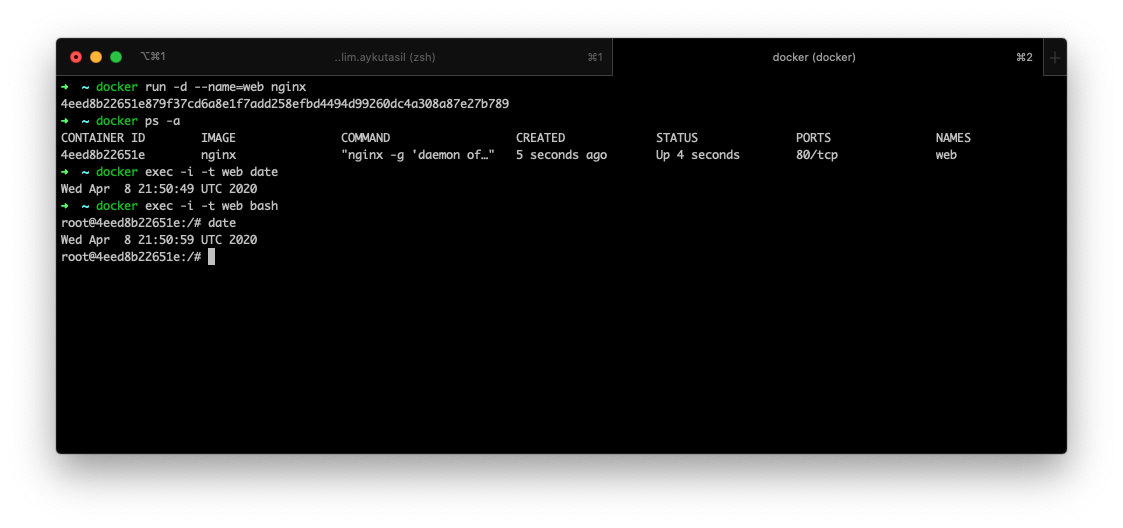 ⌥⌘1 ..lim.aykutasil (zsh) ⌘1 docker (docker) ⌘2 +
➜ ~ docker run -d --name=web nginx
4eed8b22651e879f37cd6a8e1f7add258efbd4494d99260dc4a308a87e27b789
➜ ~ docker ps -a
CONTAINER ID IMAGE COMMAND CREATED STATUS PORTS NAMES
4eed8b22651e nginx "nginx -g 'daemon of…" 5 seconds ago Up 4 seconds 80/tcp web
➜ ~ docker exec -i -t web date
Wed Apr  8 21:50:49 UTC 2020
➜ ~ docker exec -i -t web bash
root@4eed8b22651e:/# date
Wed Apr  8 21:50:59 UTC 2020
root@4eed8b22651e:/#